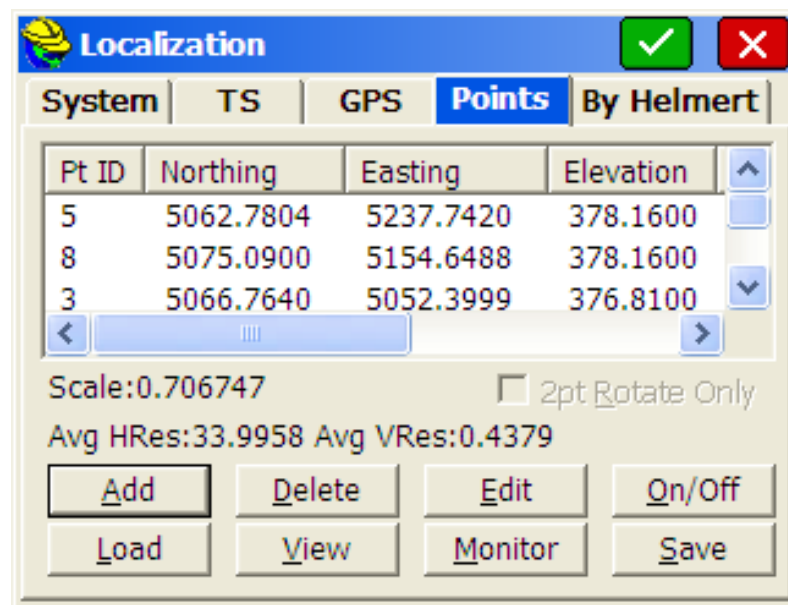 Localization
System TS GPS Points By Helmert
Pt ID Northing Easting Elevation
5 5062.7804 5237.7420 378.1600
8 5075.0900 5154.6488 378.1600
3 5066.7640 5052.3999 376.8100
Scale:0.706747 2pt Rotate Only
Avg HRes:33.9958 Avg VRes:0.4379
Add Delete Edit On/Off
Load View Monitor Save